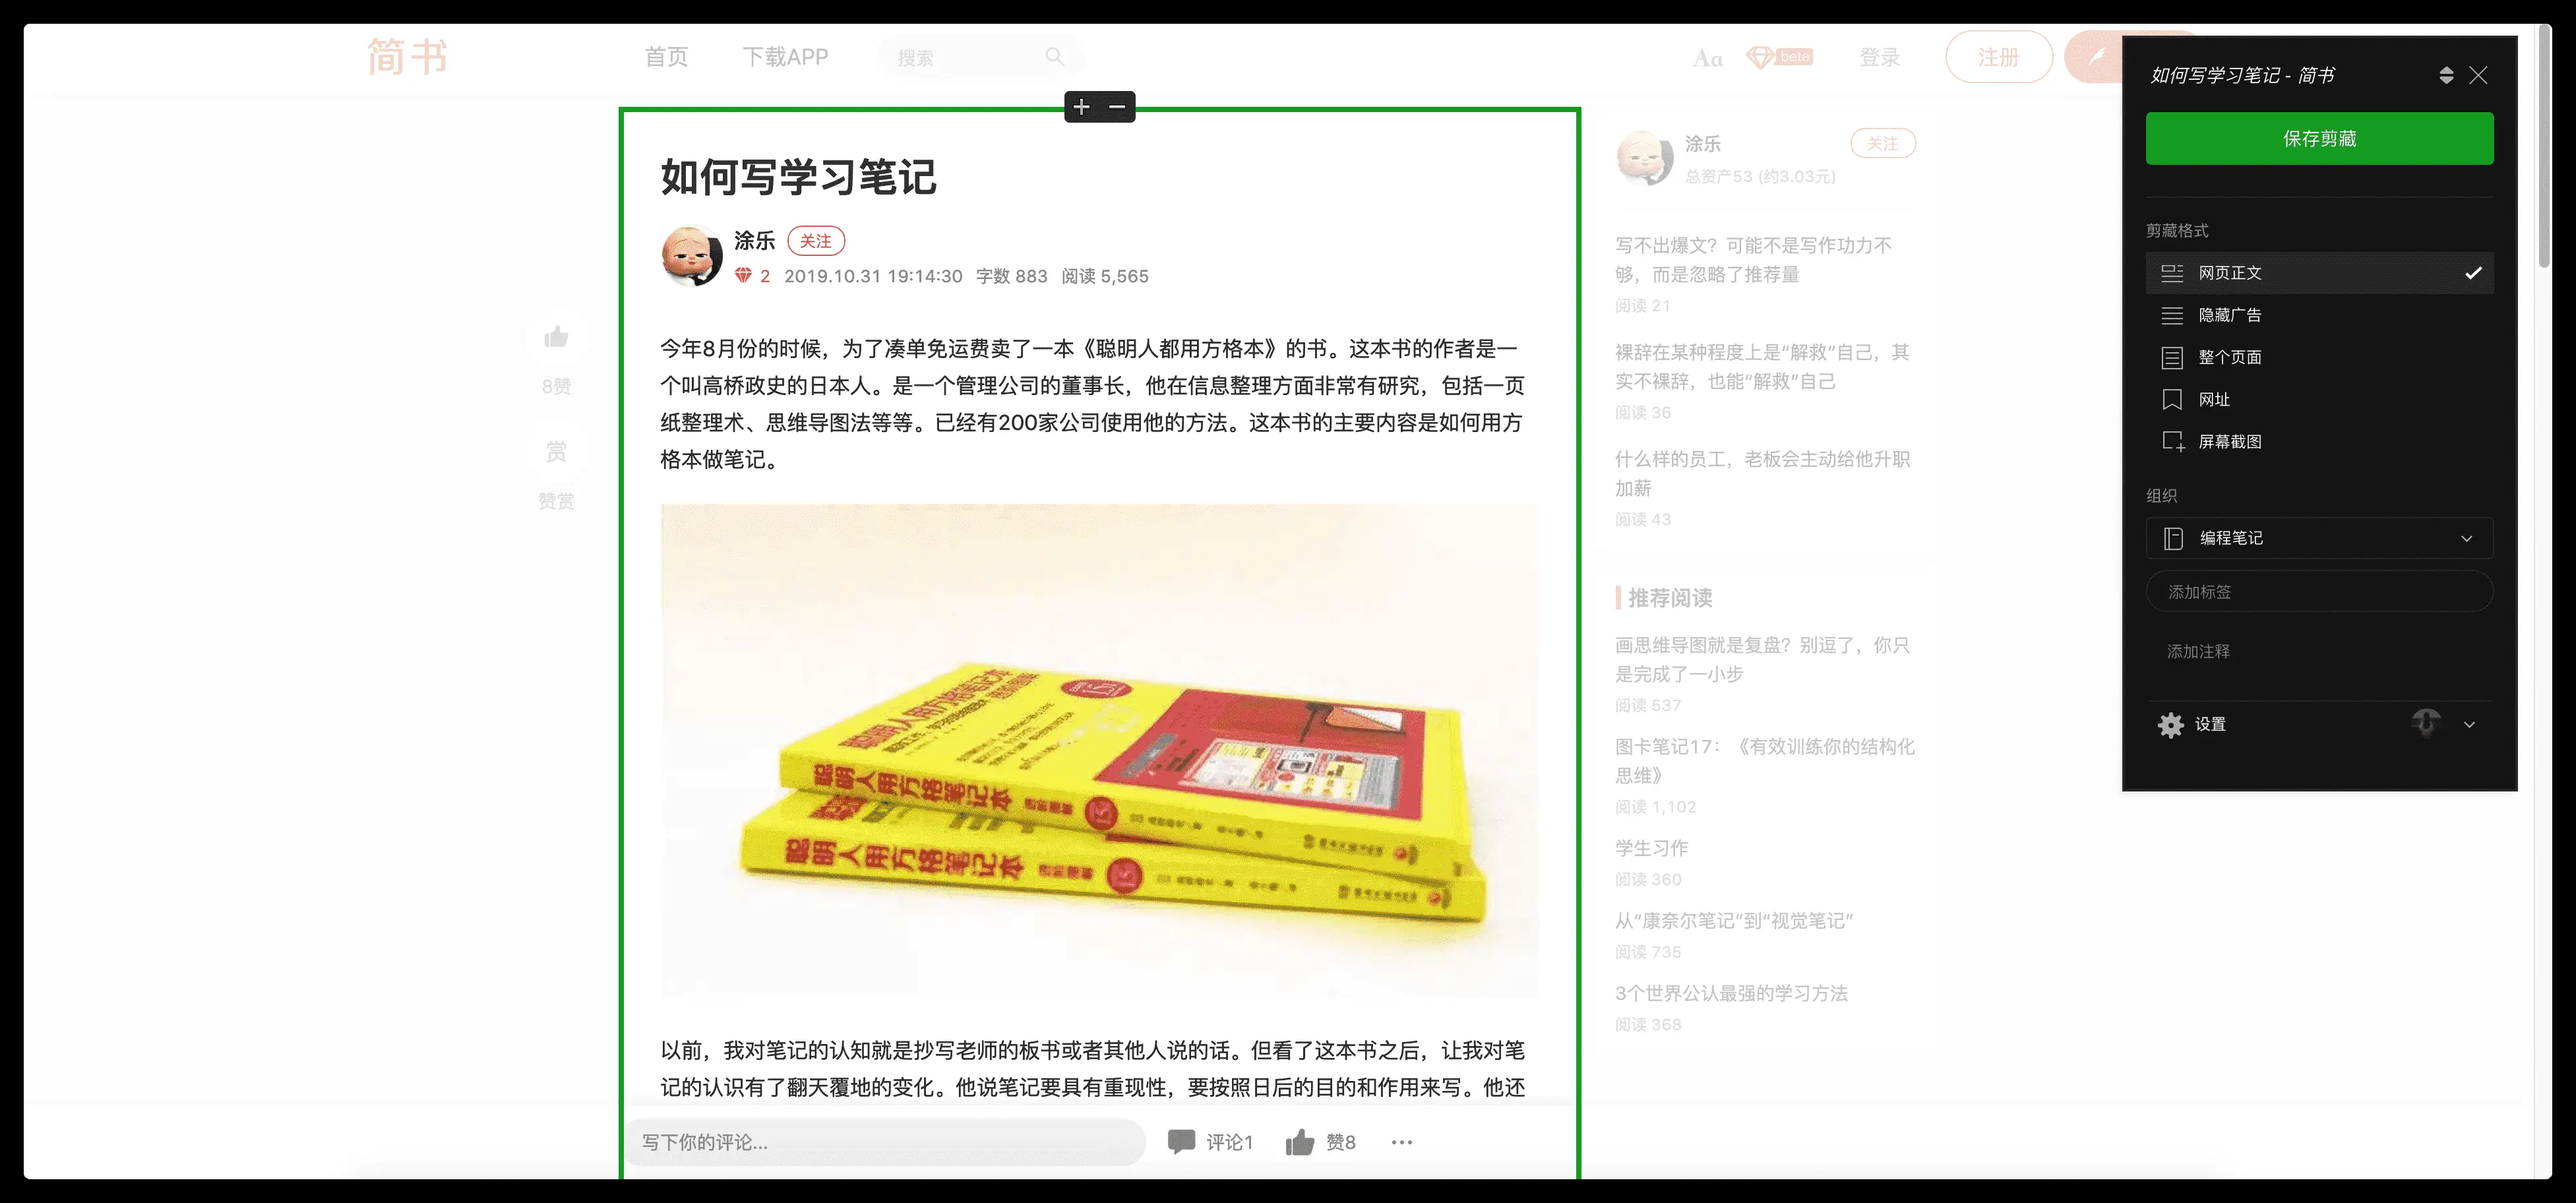 简书
首页 下载APP 搜索 Aa beta 登录 注册
如何写学习笔记
涂乐 关注
2 2019.10.31 19:14:30 字数 883 阅读 5,565
今年8月份的时候，为了凑单免运费卖了一本《聪明人都用方格本》的书。这本书的作者是一
个叫高桥政史的日本人。是一个管理公司的董事长，他在信息整理方面非常有研究，包括一页
纸整理术、思维导图法等等。已经有200家公司使用他的方法。这本书的主要内容是如何用方
格本做笔记。
聪明人用方格笔记本
聪明人用方格笔记本
以前，我对笔记的认知就是抄写老师的板书或者其他人说的话。但看了这本书之后，让我对笔
记的认识有了翻天覆地的变化。他说笔记要具有重现性，要按照日后的目的和作用来写。他还
写下你的评论... 评论1 赞8
8赞
赏
赞赏
涂乐 关注
总资产53 (约3.03元)
写不出爆文？可能不是写作功力不
够，而是忽略了推荐量
阅读 21
裸辞在某种程度上是“解救”自己，其
实不裸辞，也能“解救”自己
阅读 36
什么样的员工，老板会主动给他升职
加薪
阅读 43
推荐阅读
画思维导图就是复盘？别逗了，你只
是完成了一小步
阅读 537
图卡笔记17：《有效训练你的结构化
思维》
阅读 1,102
学生习作
阅读 360
从“康奈尔笔记”到“视觉笔记”
阅读 735
3个世界公认最强的学习方法
阅读 368
如何写学习笔记 - 简书
保存剪藏
剪藏格式
网页正文
隐藏广告
整个页面
网址
屏幕截图
组织
编程笔记
添加标签
添加注释
设置